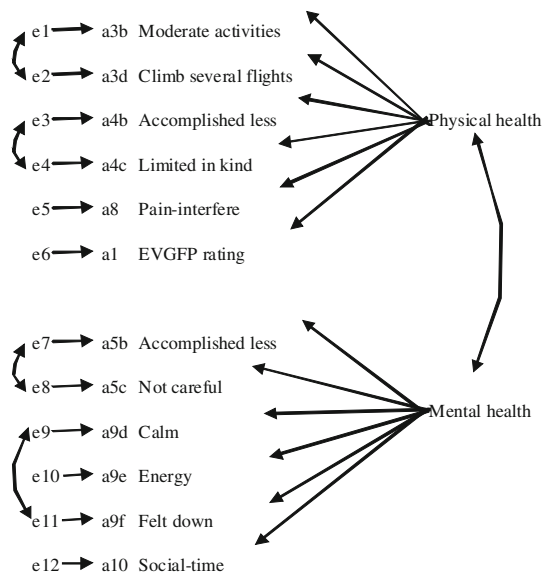 e1 a3b Moderate activities
e2 a3d Climb several flights
e3 a4b Accomplished less Physical health
e4 a4c Limited in kind
e5 a8 Pain-interfere
e6 a1 EVGFP rating
e7 a5b Accomplished less
e8 a5c Not careful
Mental health
e9 a9d Calm
e10 a9e Energy
e11 a9f Felt down
e12 a10 Social-time